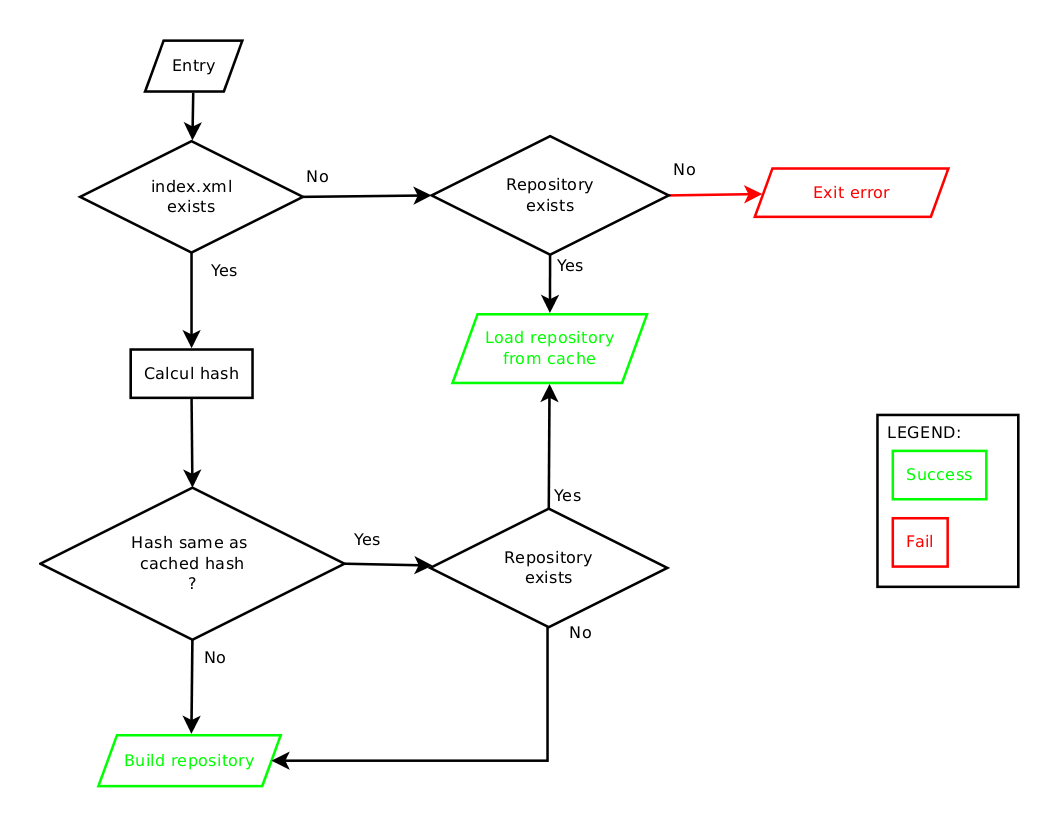 Entry
index.xml
exists
No
Repository
exists
No
Exit error
Yes
Yes
Load repository
from cache
Calcul hash
LEGEND:
Success
Fail
Hash same as
cached hash
?
Yes
Yes
Repository
exists
No
No
Build repository